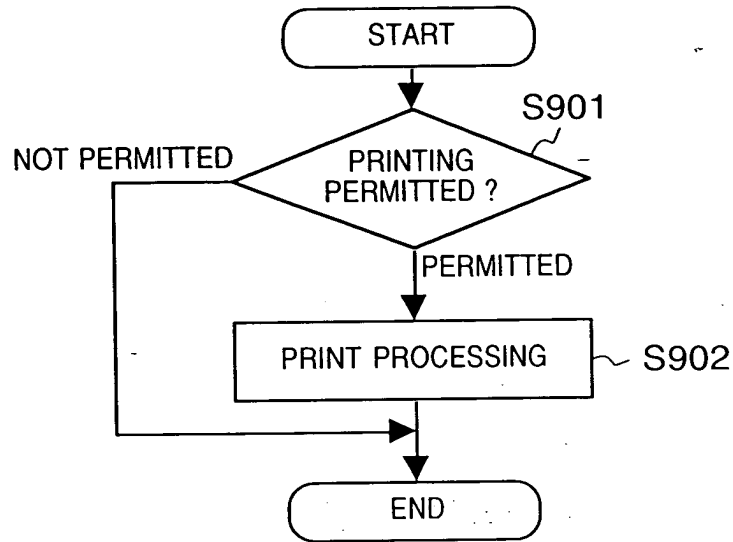 START
S901
NOT PERMITTED
PRINTING
PERMITTED ?
PERMITTED
PRINT PROCESSING
S902
END